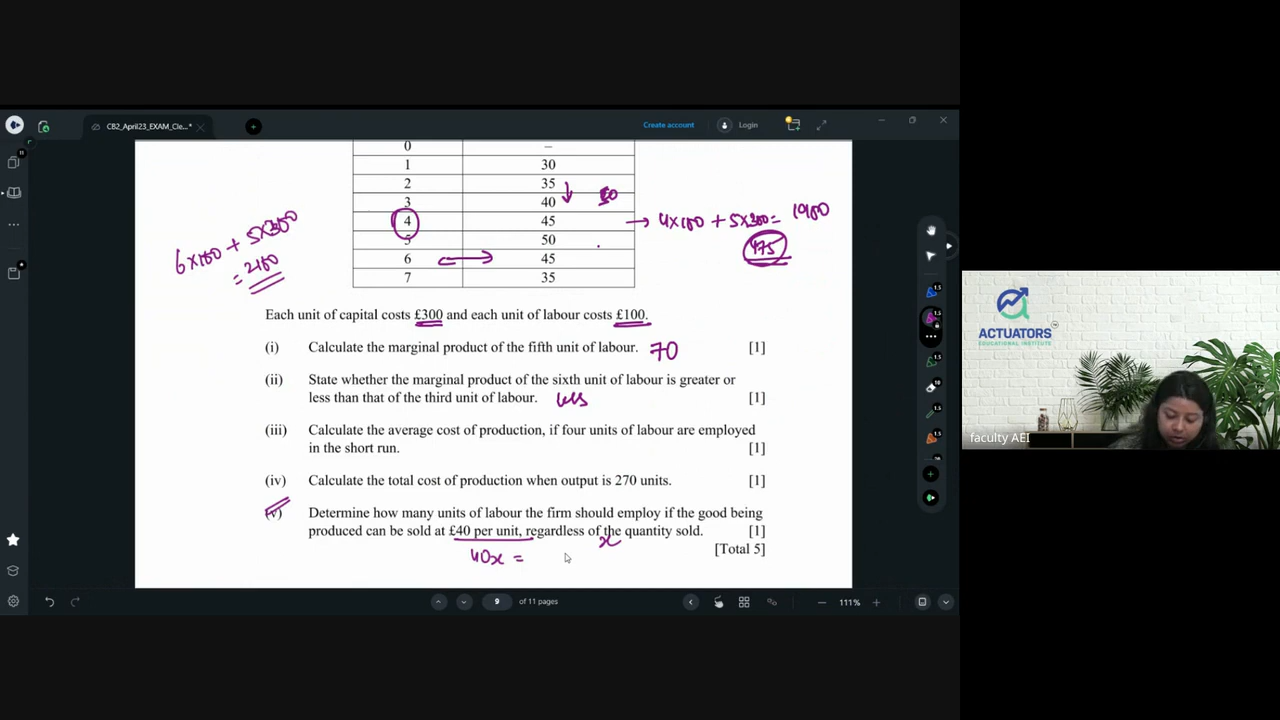 CB2_April23_EXAM_Cle...*
Create account
Login
0 –
1 30
2 35
3 40
4 45
5 50
6 45
7 35
6x100 + 5x300
= 2100
4x100 + 5x300 = 1900
475
Each unit of capital costs £300 and each unit of labour costs £100.
(i) Calculate the marginal product of the fifth unit of labour. 70 [1]
(ii) State whether the marginal product of the sixth unit of labour is greater or
less than that of the third unit of labour. less [1]
(iii) Calculate the average cost of production, if four units of labour are employed
in the short run. [1]
(iv) Calculate the total cost of production when output is 270 units. [1]
(v) Determine how many units of labour the firm should employ if the good being
produced can be sold at £40 per unit, regardless of the quantity sold. [1]
x
[Total 5]
40x =
9 of 11 pages
111%
ACTUATORS
EDUCATIONAL INSTITUTE
faculty AEI